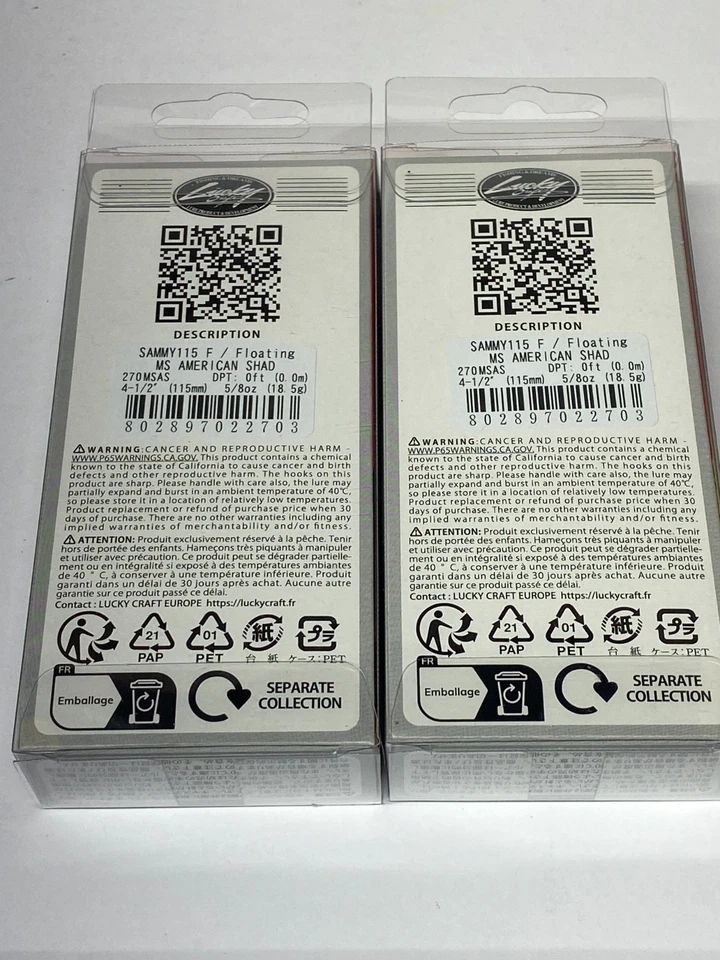 FISHING & DREAMS
Lucky
DESCRIPTION
SAMMY115 F / Floating
MS AMERICAN SHAD
270MSAS DPT: 0ft (0.0m)
4-1/2" (115mm) 5/8oz (18.5g)
802897022703
⚠WARNING:CANCER AND REPRODUCTIVE HARM -
WWW.P65WARNINGS.CA.GOV. This product contains a chemical
known to the state of California to cause cancer and birth
defects and other reproductive harm. The hooks on this
product are sharp. Please handle with care also, the lure may
partially expand and burst in an ambient temperature of 40℃,
so please store it in a location of relatively low temperatures.
Product replacement or refund of purchase price when 30
days of purchase. There are no other warranties including any
implied warranties of merchantability and/or fitness.
⚠ATTENTION: Produit exclusivement réservé à la pêche. Tenir
hors de portée des enfants. Hameçons très piquants à manipuler
et utiliser avec précaution. Ce produit peut se dégrader partielle-
ment ou en intégralité si exposé à des températures ambiantes
de 40 ° C, à conserver à une température inférieure. Produit
garanti dans un délai de 30 jours après achat. Aucune autre
garantie sur ce produit passé ce délai.
Contact : LUCKY CRAFT EUROPE https://luckycraft.fr
21 01 紙 プラ
PAP PET 台 紙 ケース:PET
FR
Emballage
SEPARATE
COLLECTION
Lucky
DESCRIPTION
SAMMY115 F / Floating
MS AMERICAN SHAD
270MSAS DPT: 0ft (0.0m)
4-1/2" (115mm) 5/8oz (18.5g)
802897022703
⚠WARNING:CANCER AND REPRODUCTIVE HARM -
WWW.P65WARNINGS.CA.GOV. This product contains a chemical
known to the state of California to cause cancer and birth
defects and other reproductive harm. The hooks on this
product are sharp. Please handle with care also, the lure may
partially expand and burst in an ambient temperature of 40℃,
so please store it in a location of relatively low temperatures.
Product replacement or refund of purchase price when 30
days of purchase. There are no other warranties including any
implied warranties of merchantability and/or fitness.
⚠ATTENTION: Produit exclusivement réservé à la pêche. Tenir
hors de portée des enfants. Hameçons très piquants à manipuler
et utiliser avec précaution. Ce produit peut se dégrader partielle-
ment ou en intégralité si exposé à des températures ambiantes
de 40 ° C, à conserver à une température inférieure. Produit
garanti dans un délai de 30 jours après achat. Aucune autre
garantie sur ce produit passé ce délai.
Contact : LUCKY CRAFT EUROPE https://luckycraft.fr
21 01 紙 プラ
PAP PET 台 紙 ケース:PET
FR
Emballage
SEPARATE
COLLECTION